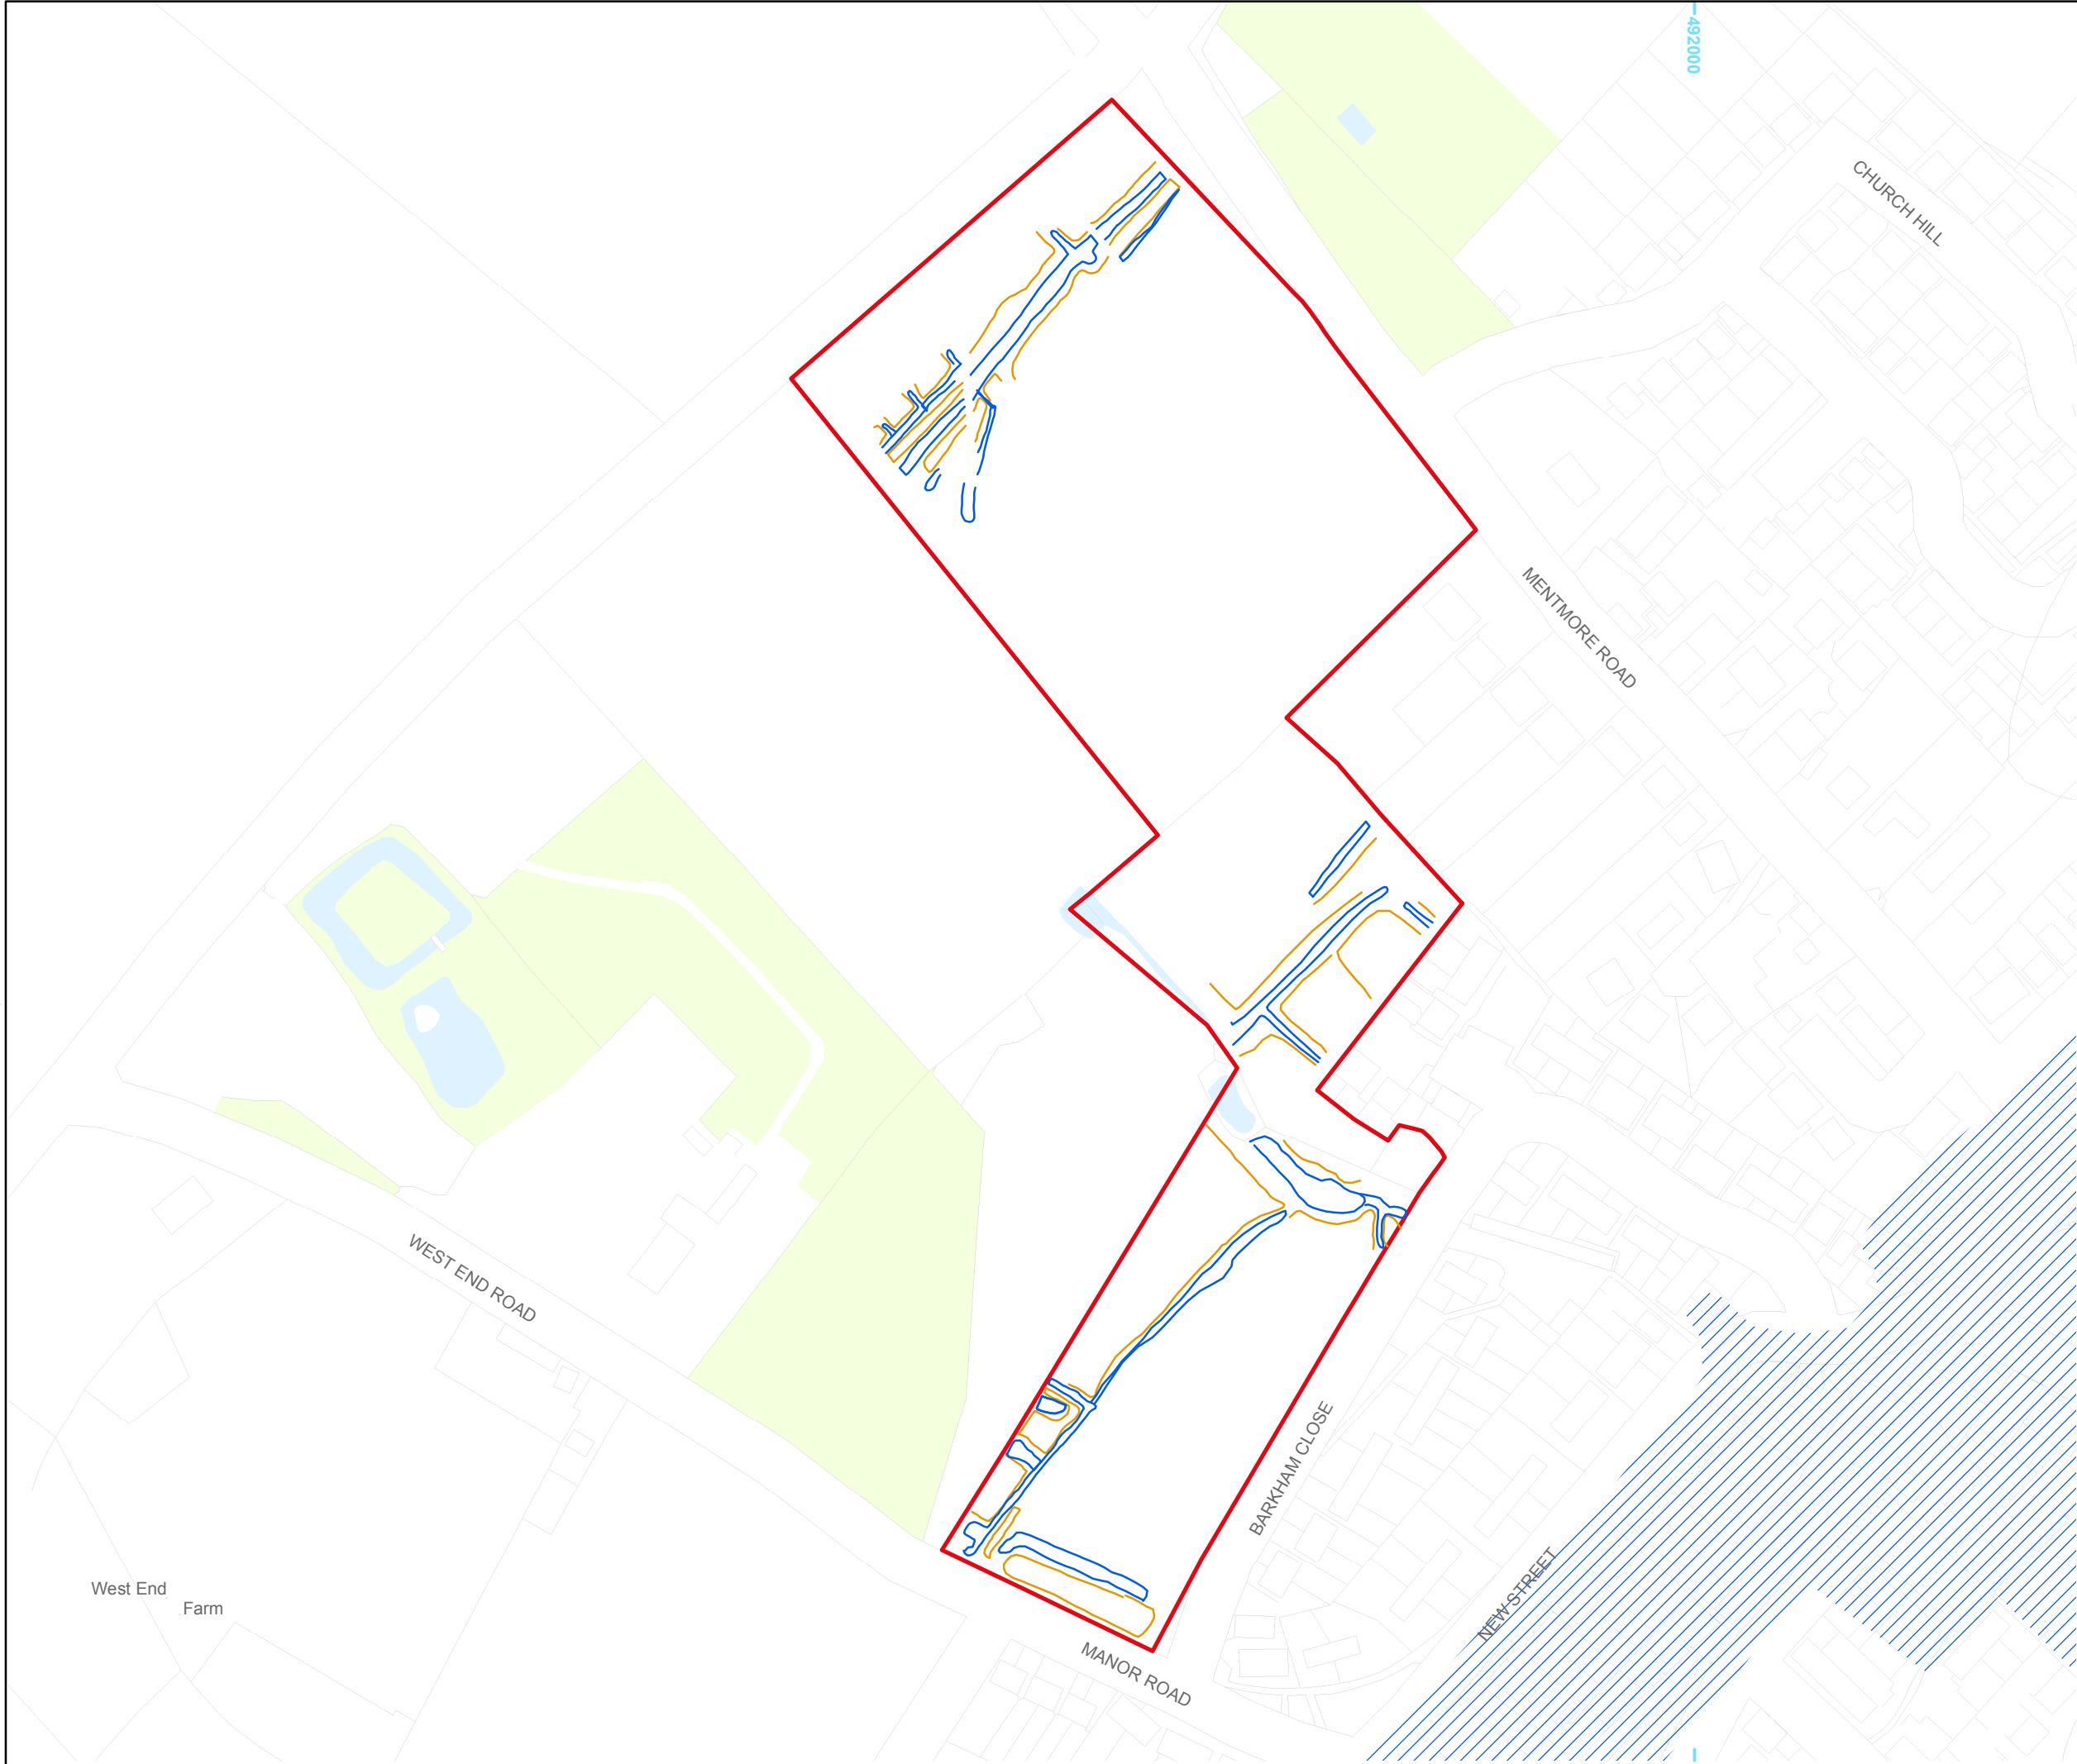 492000
CHURCH HILL
MENTMORE ROAD
WEST END ROAD
BARKHAM CLOSE
NEW STREET
West End
Farm
MANOR ROAD